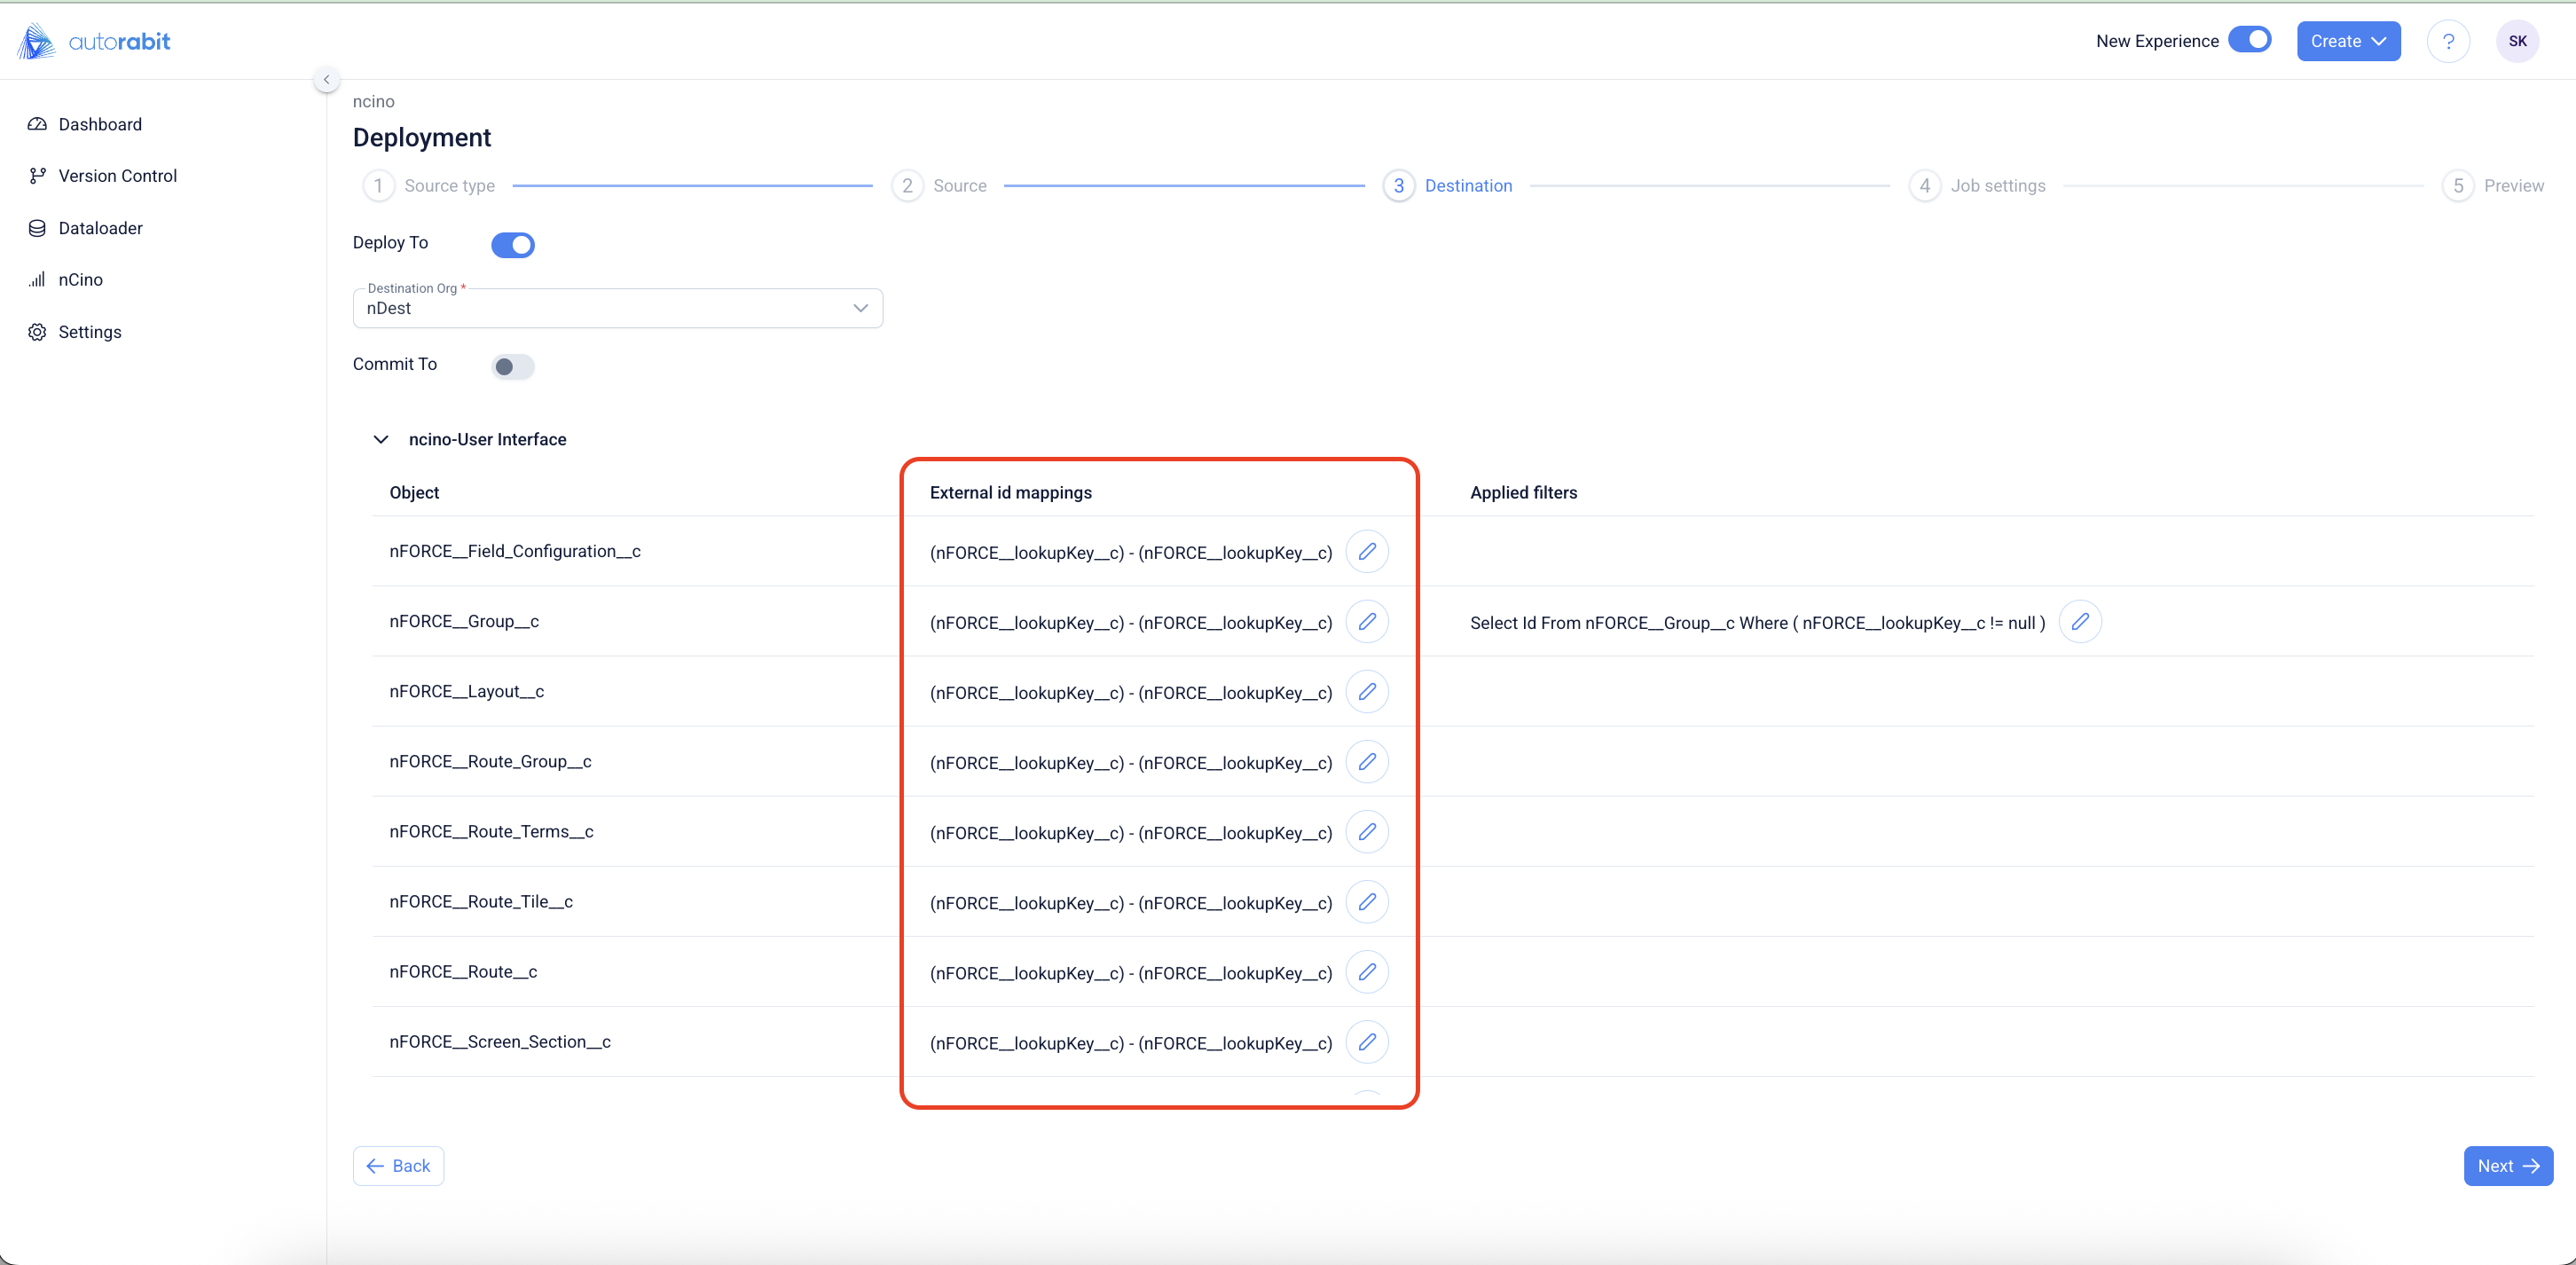 autorabit
New Experience
Create
?
SK
Dashboard
Version Control
Dataloader
nCino
Settings
ncino
Deployment
1 Source type 2 Source 3 Destination 4 Job settings 5 Preview
Deploy To
Destination Org *
nDest
Commit To
ncino-User Interface
Object External id mappings Applied filters
nFORCE__Field_Configuration__c (nFORCE__lookupKey__c) - (nFORCE__lookupKey__c)
nFORCE__Group__c (nFORCE__lookupKey__c) - (nFORCE__lookupKey__c) Select Id From nFORCE__Group__c Where ( nFORCE__lookupKey__c != null )
nFORCE__Layout__c (nFORCE__lookupKey__c) - (nFORCE__lookupKey__c)
nFORCE__Route_Group__c (nFORCE__lookupKey__c) - (nFORCE__lookupKey__c)
nFORCE__Route_Terms__c (nFORCE__lookupKey__c) - (nFORCE__lookupKey__c)
nFORCE__Route_Tile__c (nFORCE__lookupKey__c) - (nFORCE__lookupKey__c)
nFORCE__Route__c (nFORCE__lookupKey__c) - (nFORCE__lookupKey__c)
nFORCE__Screen_Section__c (nFORCE__lookupKey__c) - (nFORCE__lookupKey__c)
Back
Next